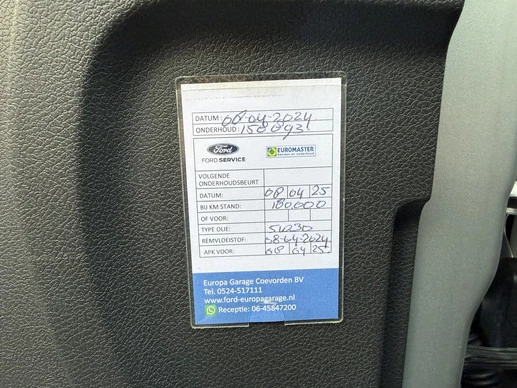 DATUM: 08-04-2024
ONDERHOUD: 150093
Ford EUROMASTER
FORD SERVICE
VOLGENDE
ONDERHOUDSBEURT
DATUM: 08 04 25
BIJ KM STAND: 180.000
OF VOOR:
TYPE OLIE: 5W30
REMVLOEISTOF: 08-04-2024
APK VOOR: 08 04 25
Europa Garage Coevorden BV
Tel. 0524-517111
www.ford-europagarage.nl
Receptie: 06-45847200